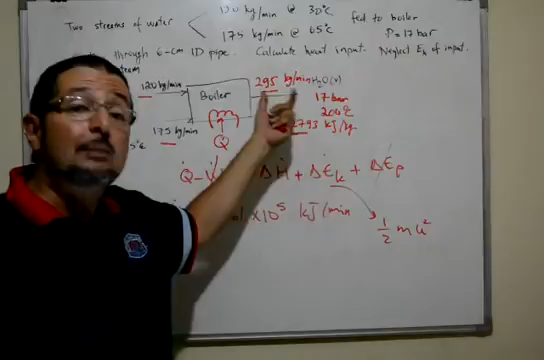 120 kg/min @ 30°C
Two streams of water fed to boiler
175 kg/min @ 65°C P = 17 bar
through 6-cm ID pipe. Calculate heat input. Neglect Ek of input.
120 kg/min Boiler 295 kg/min H2O(v)
17 bar
204°C
2793 kJ/kg
175 kg/min Q̇
Q̇ - Ẇ ΔḢ + ΔĖk + ΔĖp
× 10^5 kJ/min
1/2 m u^2